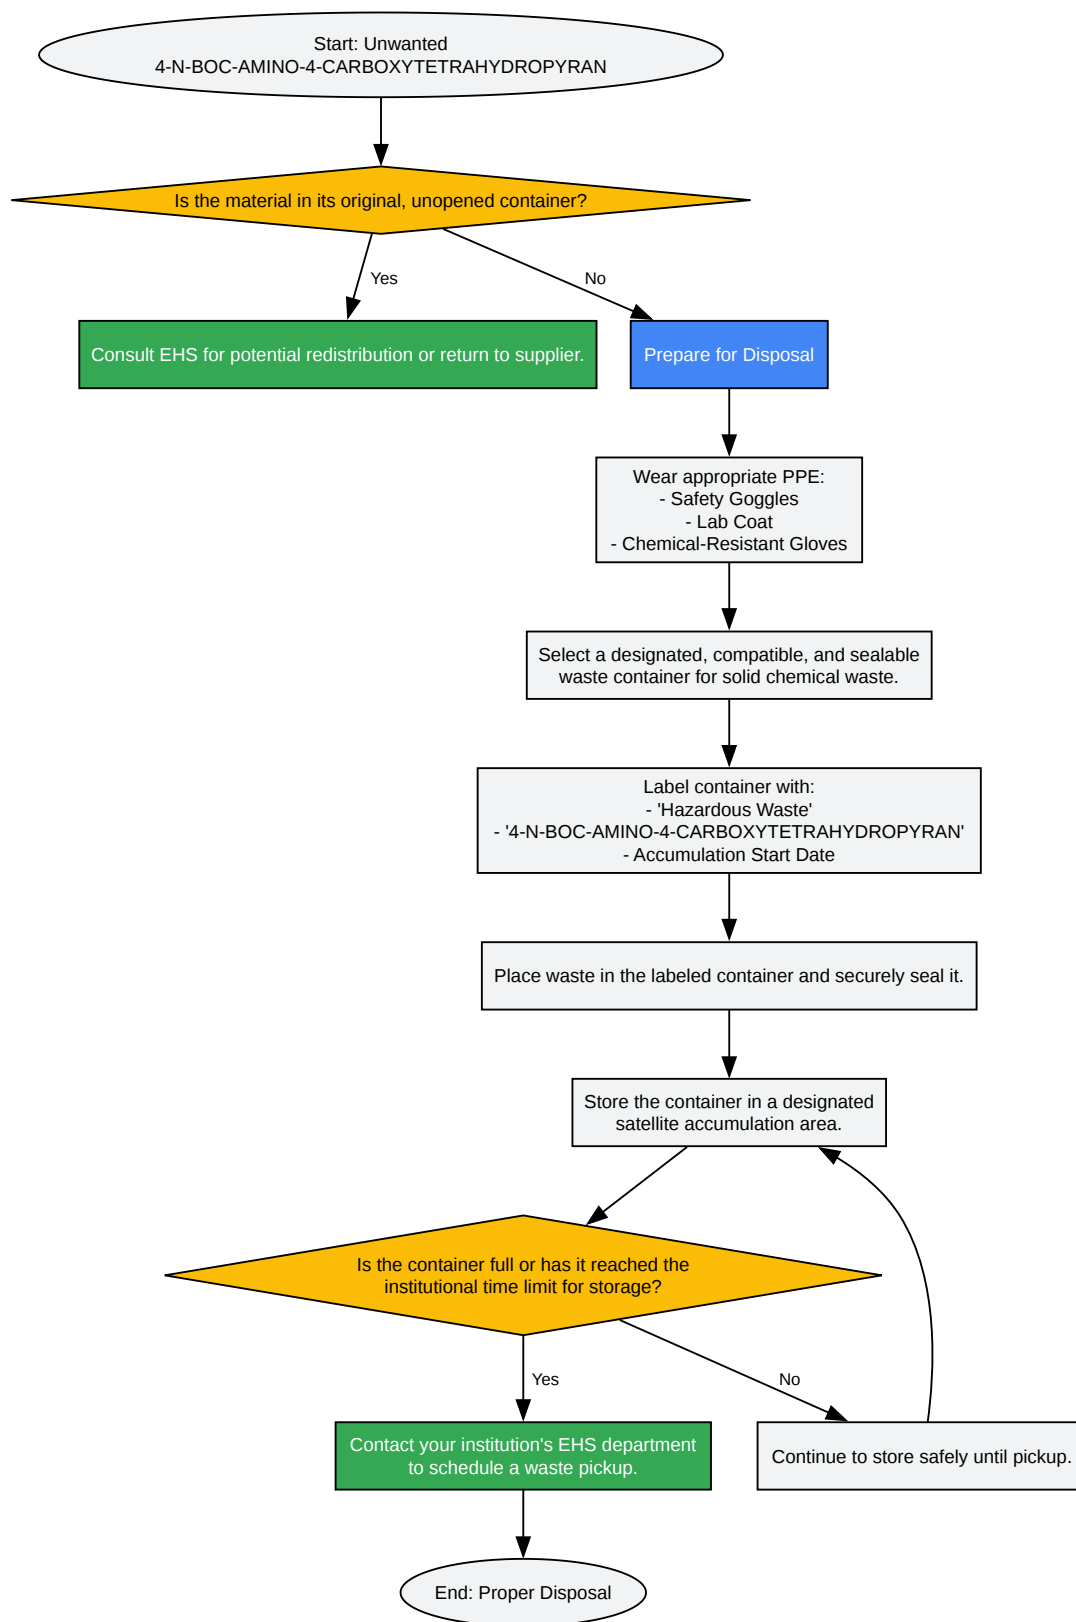 Start: Unwanted
4-N-BOC-AMINO-4-CARBOXYTETRAHYDROPYRAN
Is the material in its original, unopened container?
Yes
No
Consult EHS for potential redistribution or return to supplier.
Prepare for Disposal
Wear appropriate PPE:
- Safety Goggles
- Lab Coat
- Chemical-Resistant Gloves
Select a designated, compatible, and sealable
waste container for solid chemical waste.
Label container with:
- 'Hazardous Waste'
- '4-N-BOC-AMINO-4-CARBOXYTETRAHYDROPYRAN'
- Accumulation Start Date
Place waste in the labeled container and securely seal it.
Store the container in a designated
satellite accumulation area.
Is the container full or has it reached the
institutional time limit for storage?
Yes
No
Contact your institution's EHS department
to schedule a waste pickup.
Continue to store safely until pickup.
End: Proper Disposal